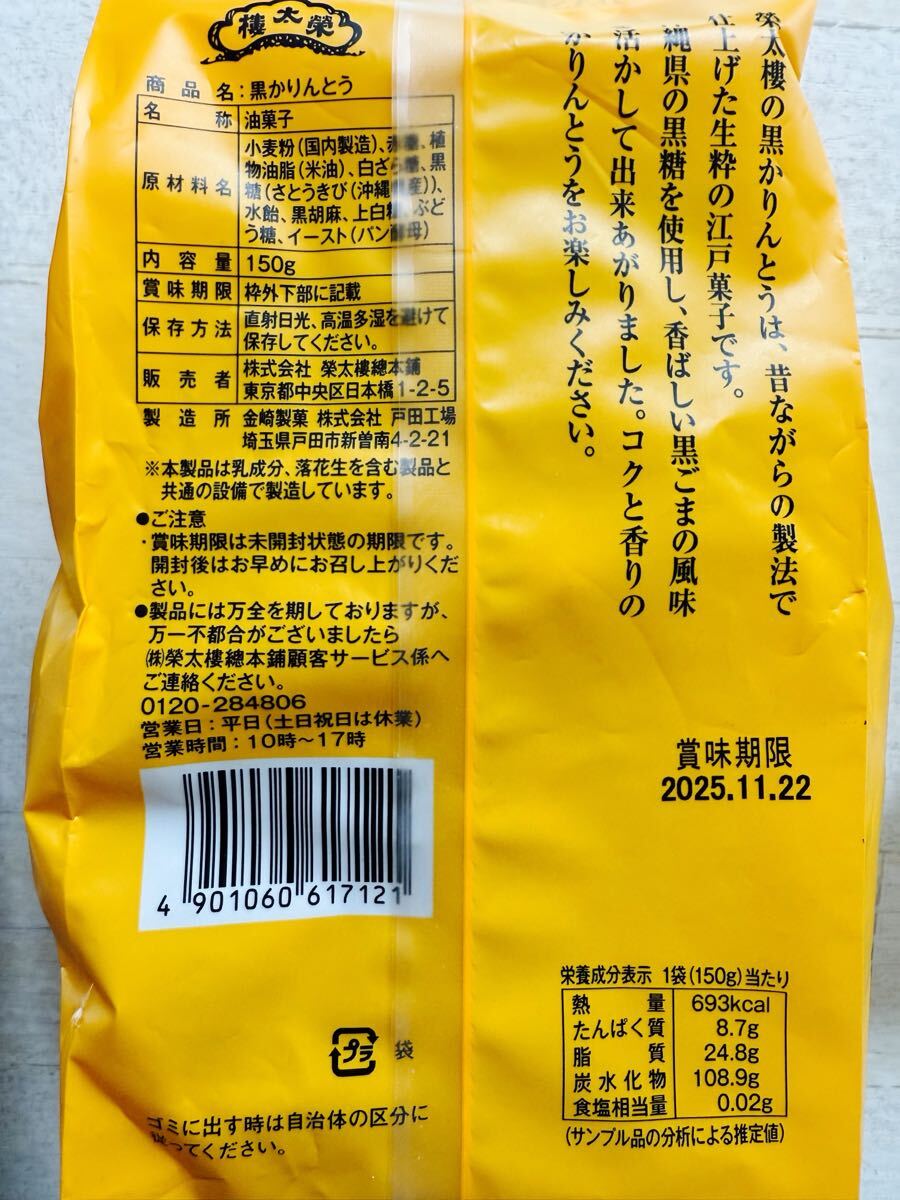 榮太樓
商品名：黒かりんとう
名称 油菓子
原材料名 小麦粉(国内製造)、赤糖、植
物油脂(米油)、白ざら糖、黒
糖(さとうきび(沖縄県産))、
水飴、黒胡麻、上白糖、ぶど
う糖、イースト(パン酵母)
内容量 150g
賞味期限 枠外下部に記載
保存方法 直射日光、高温多湿を避けて
保存してください。
販売者 株式会社 榮太樓總本鋪
東京都中央区日本橋1-2-5
製造所 金崎製菓 株式会社 戸田工場
埼玉県戸田市新曽南4-2-21
※本製品は乳成分、落花生を含む製品と
共通の設備で製造しています。
●ご注意
・賞味期限は未開封状態の期限です。
開封後はお早めにお召し上がりくだ
さい。
●製品には万全を期しておりますが、
万一不都合がございましたら
㈱榮太樓總本鋪顧客サービス係へ
ご連絡ください。
0120-284806
営業日：平日(土日祝日は休業)
営業時間：10時～17時
4 901060 617121
プラ 袋
ゴミに出す時は自治体の区分に
従ってください。
榮太樓の黒かりんとうは、昔ながらの製法で
仕上げた生粋の江戸菓子です。
縄県の黒糖を使用し、香ばしい黒ごまの風味
活かして出来あがりました。コクと香りの
かりんとうをお楽しみください。
賞味期限
2025.11.22
栄養成分表示 1袋(150g)当たり
熱量 693kcal
たんぱく質 8.7g
脂質 24.8g
炭水化物 108.9g
食塩相当量 0.02g
(サンプル品の分析による推定値)